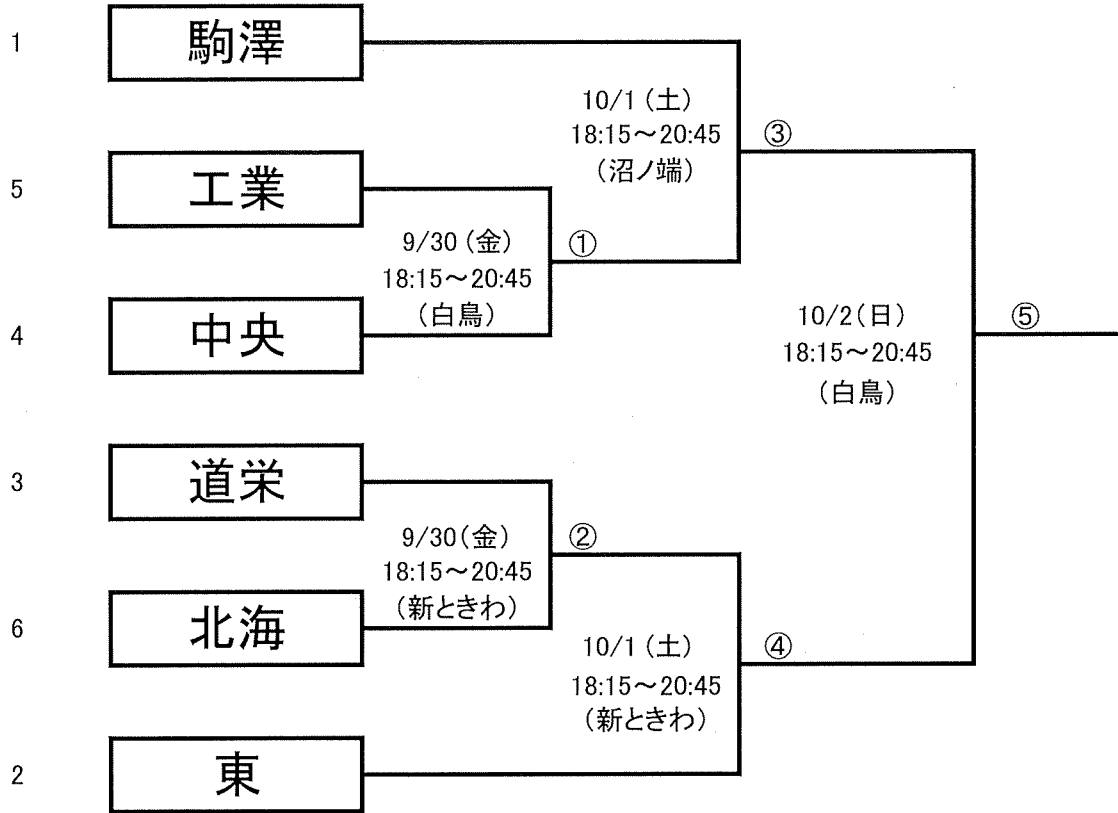 1
駒澤
10/1(土)
18:15～20:45
(沼ノ端)
③
5
工業
9/30(金)
18:15～20:45
(白鳥)
①
4
中央
10/2(日)
18:15～20:45
(白鳥)
⑤
3
道栄
9/30(金)
18:15～20:45
(新ときわ)
②
6
北海
10/1(土)
18:15～20:45
(新ときわ)
④
2
東